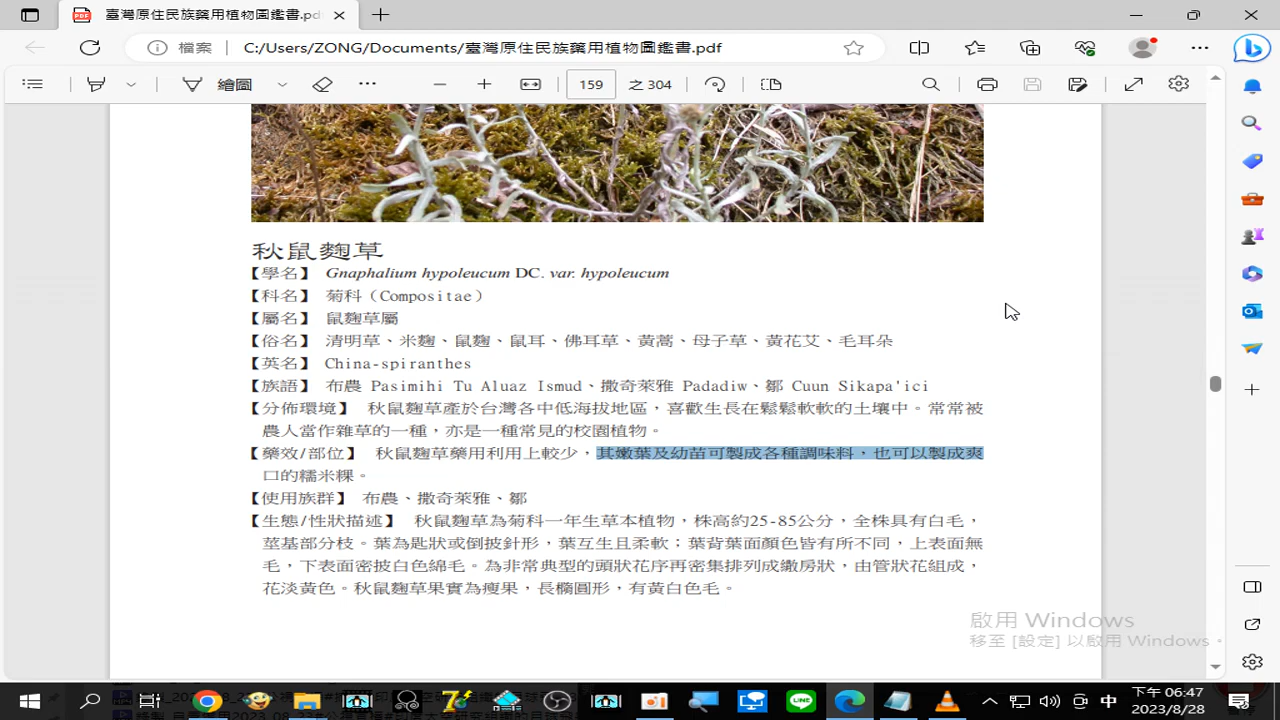 臺灣原住民族藥用植物圖鑑書.pdf
檔案 C:/Users/ZONG/Documents/臺灣原住民族藥用植物圖鑑書.pdf
繪圖 159 之 304
秋鼠麴草
【學名】 Gnaphalium hypoleucum DC. var. hypoleucum
【科名】 菊科（Compositae）
【屬名】 鼠麴草屬
【俗名】 清明草、米麴、鼠麴、鼠耳、佛耳草、黃蒿、母子草、黃花艾、毛耳朵
【英名】 China-spiranthes
【族語】 布農 Pasimihi Tu Aluaz Ismud、撒奇萊雅 Padadiw、鄒 Cuun Sikapa'ici
【分佈環境】 秋鼠麴草產於台灣各中低海拔地區，喜歡生長在鬆鬆軟軟的土壤中。常常被
農人當作雜草的一種，亦是一種常見的校園植物。
【藥效/部位】 秋鼠麴草藥用利用上較少，其嫩葉及幼苗可製成各種調味料，也可以製成爽
口的糯米粿。
【使用族群】 布農、撒奇萊雅、鄒
【生態/性狀描述】 秋鼠麴草為菊科一年生草本植物，株高約25-85公分，全株具有白毛，
莖基部分枝。葉為匙狀或倒披針形，葉互生且柔軟；葉背葉面顏色皆有所不同，上表面無
毛，下表面密披白色綿毛。為非常典型的頭狀花序再密集排列成繖房狀，由管狀花組成，
花淡黃色。秋鼠麴草果實為瘦果，長橢圓形，有黃白色毛。
啟用 Windows
移至 [設定] 以啟用 Windows。
中
下午 06:47
2023/8/28